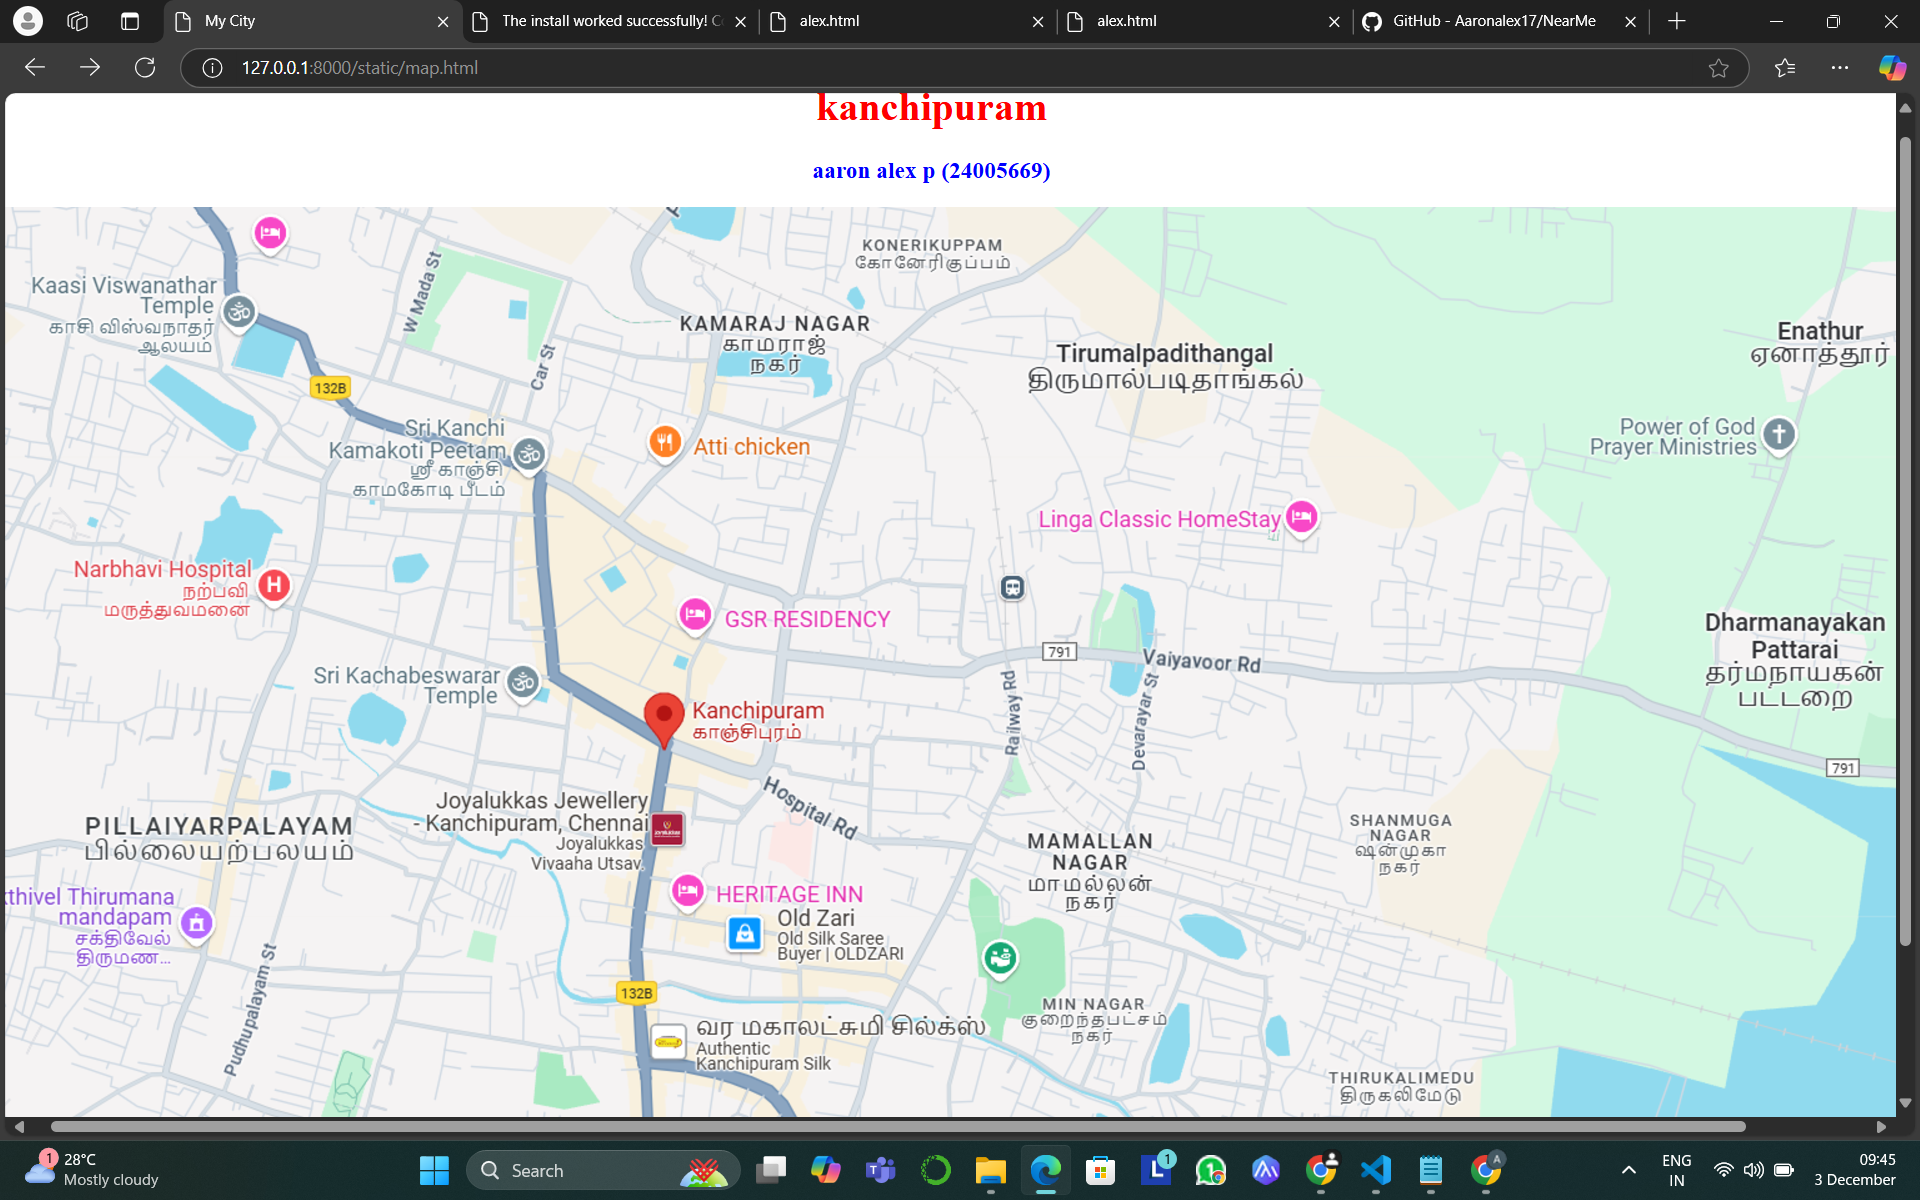 My City
The install worked successfully! Co
alex.html
alex.html
GitHub - Aaronalex17/NearMe
127.0.0.1:8000/static/map.html
kanchipuram
aaron alex p (24005669)
KONERIKUPPAM
கோனேரிகுப்பம்
Kaasi Viswanathar
Temple
காசி விஸ்வநாதர்
ஆலயம்
W Mada St
Car St
KAMARAJ NAGAR
காமராஜ்
நகர்
Tirumalpadithangal
திருமால்படிதாங்கல்
Enathur
ஏனாத்தூர்
132B
Sri Kanchi
Kamakoti Peetam
ஸ்ரீ காஞ்சி
காமகோடி பீடம்
Atti chicken
Power of God
Prayer Ministries
Linga Classic HomeStay
Narbhavi Hospital
நற்பவி
மருத்துவமனை
H
GSR RESIDENCY
791
Vaiyavoor Rd
Dharmanayakan
Pattarai
தர்மநாயகன்
பட்டறை
Sri Kachabeswarar
Temple
Kanchipuram
காஞ்சிபுரம்
Railway Rd
Devarayar St
791
Hospital Rd
Joyalukkas Jewellery
- Kanchipuram, Chennai
Joyalukkas
Vivaaha Utsav.
PILLAIYARPALAYAM
பில்லையற்பலயம்
MAMALLAN
NAGAR
மாமல்லன்
நகர்
SHANMUGA
NAGAR
ஷன்முகா
நகர்
HERITAGE INN
kthivel Thirumana
mandapam
சக்திவேல்
திருமண...
Old Zari
Old Silk Saree
Buyer | OLDZARI
Pudhupalayam St
132B
MIN NAGAR
குறைந்தபட்சம்
நகர்
வர மகாலட்சுமி சில்க்ஸ்
Authentic
Kanchipuram Silk
THIRUKALIMEDU
திருகலிமேடு
1
28°C
Mostly cloudy
Search
1
ENG
IN
09:45
3 December